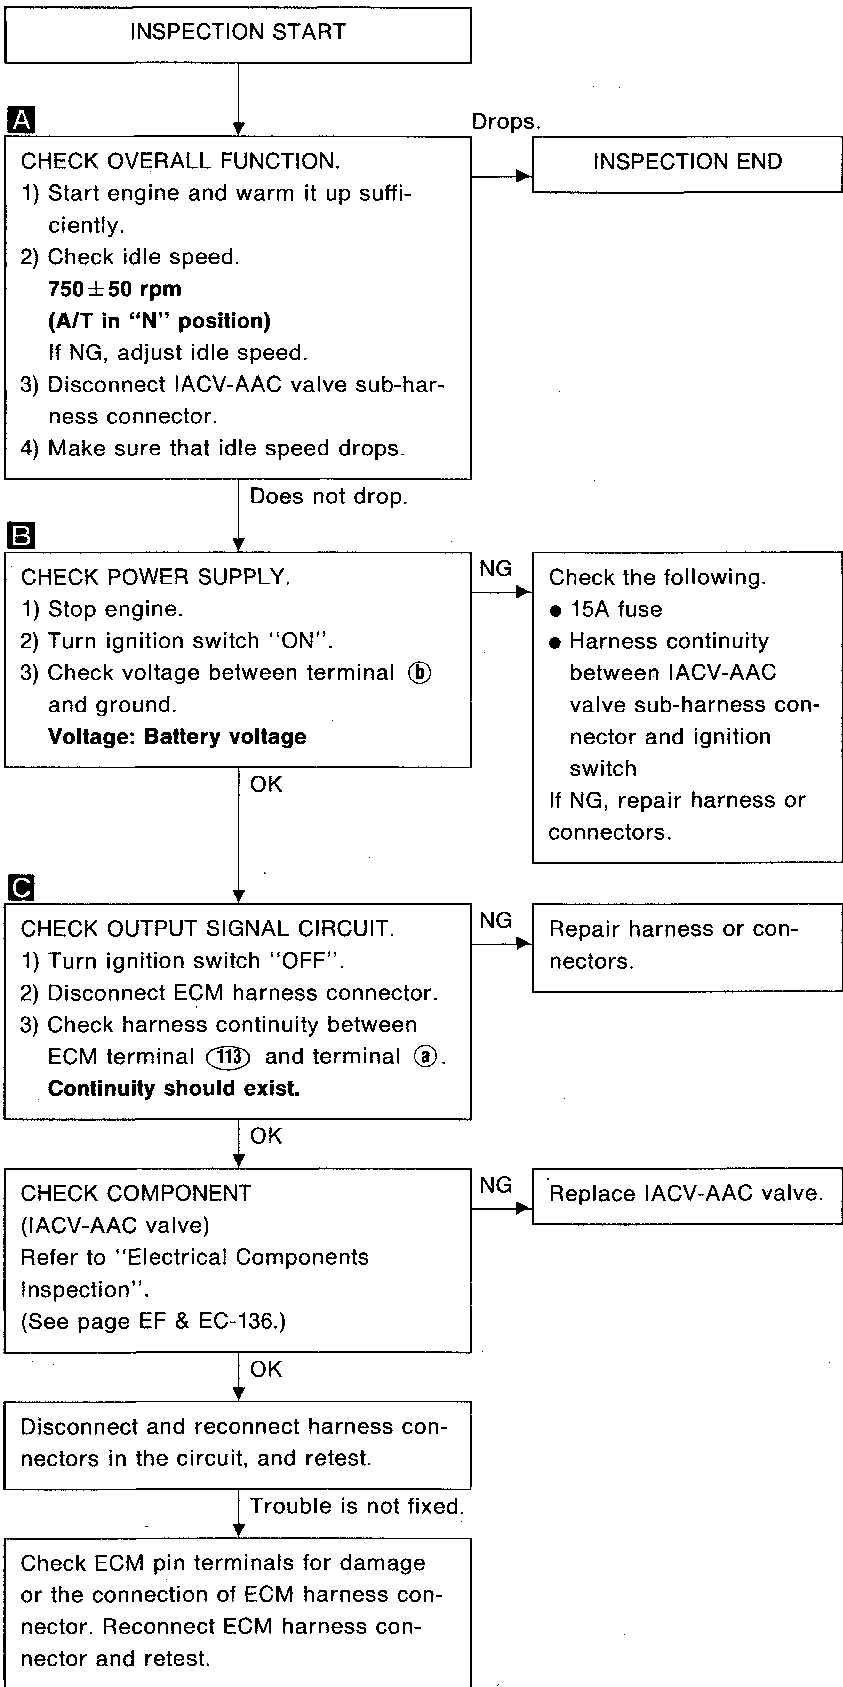 INSPECTION START
A
Drops.
CHECK OVERALL FUNCTION.
1) Start engine and warm it up suffi-
ciently.
2) Check idle speed.
750±50 rpm
(A/T in “N” position)
If NG, adjust idle speed.
3) Disconnect IACV-AAC valve sub-har-
ness connector.
4) Make sure that idle speed drops.
INSPECTION END
Does not drop.
B
CHECK POWER SUPPLY.
1) Stop engine.
2) Turn ignition switch “ON”.
3) Check voltage between terminal ⓑ
and ground.
Voltage: Battery voltage
NG
Check the following.
● 15A fuse
● Harness continuity
between IACV-AAC
valve sub-harness con-
nector and ignition
switch
If NG, repair harness or
connectors.
OK
C
CHECK OUTPUT SIGNAL CIRCUIT.
1) Turn ignition switch “OFF”.
2) Disconnect ECM harness connector.
3) Check harness continuity between
ECM terminal (113) and terminal ⓐ.
Continuity should exist.
NG
Repair harness or con-
nectors.
OK
CHECK COMPONENT
(IACV-AAC valve)
Refer to “Electrical Components
Inspection”.
(See page EF & EC-136.)
NG
Replace IACV-AAC valve.
OK
Disconnect and reconnect harness con-
nectors in the circuit, and retest.
Trouble is not fixed.
Check ECM pin terminals for damage
or the connection of ECM harness con-
nector. Reconnect ECM harness con-
nector and retest.